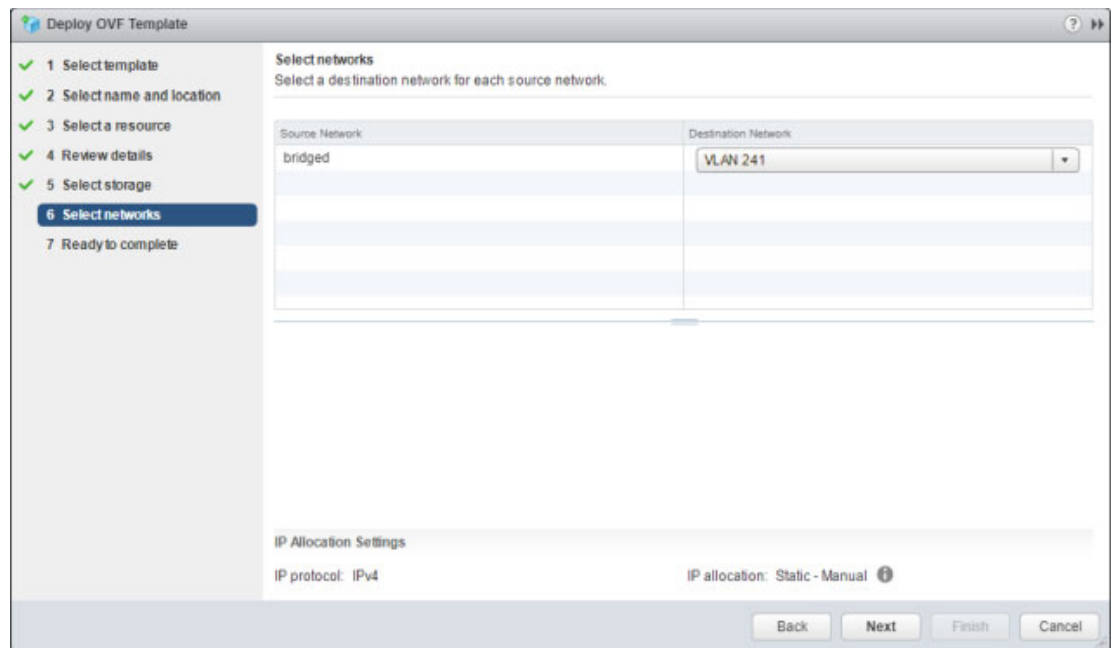 Deploy OVF Template
1 Select template
2 Select name and location
3 Select a resource
4 Review details
5 Select storage
6 Select networks
7 Ready to complete
Select networks
Select a destination network for each source network.
Source Network
Destination Network
bridged
VLAN 241
IP Allocation Settings
IP protocol: IPv4
IP allocation: Static - Manual
Back
Next
Finish
Cancel